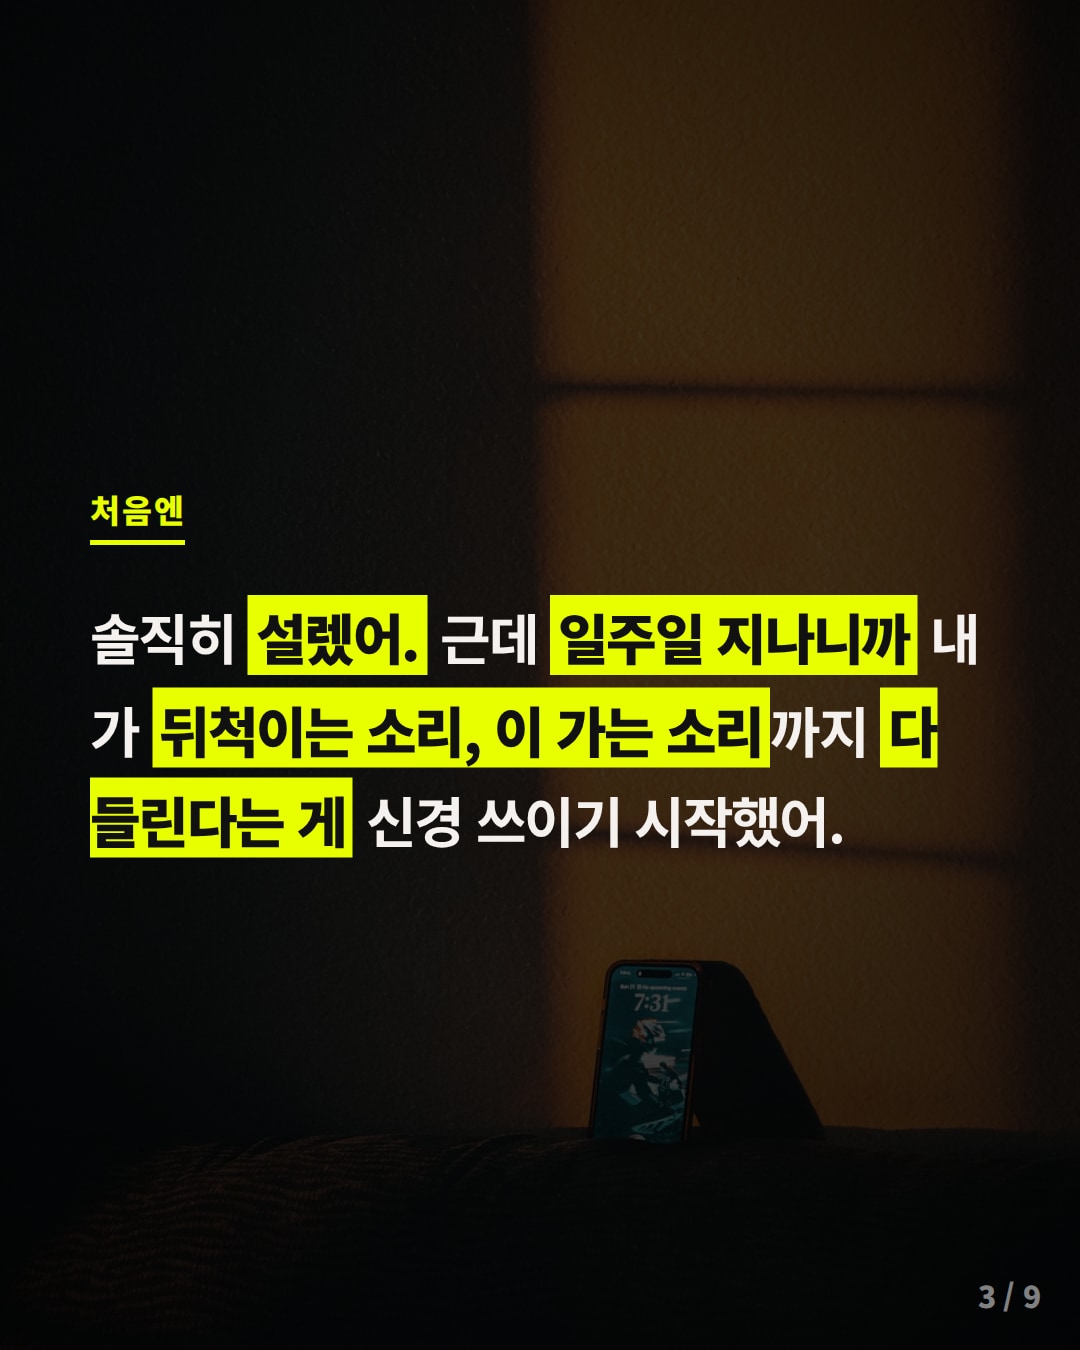 처음엔
솔직히 설렜어. 근데 일주일 지나니까 내
가 뒤척이는 소리, 이 가는 소리까지 다
들린다는 게 신경 쓰이기 시작했어.
7:31
3 / 9